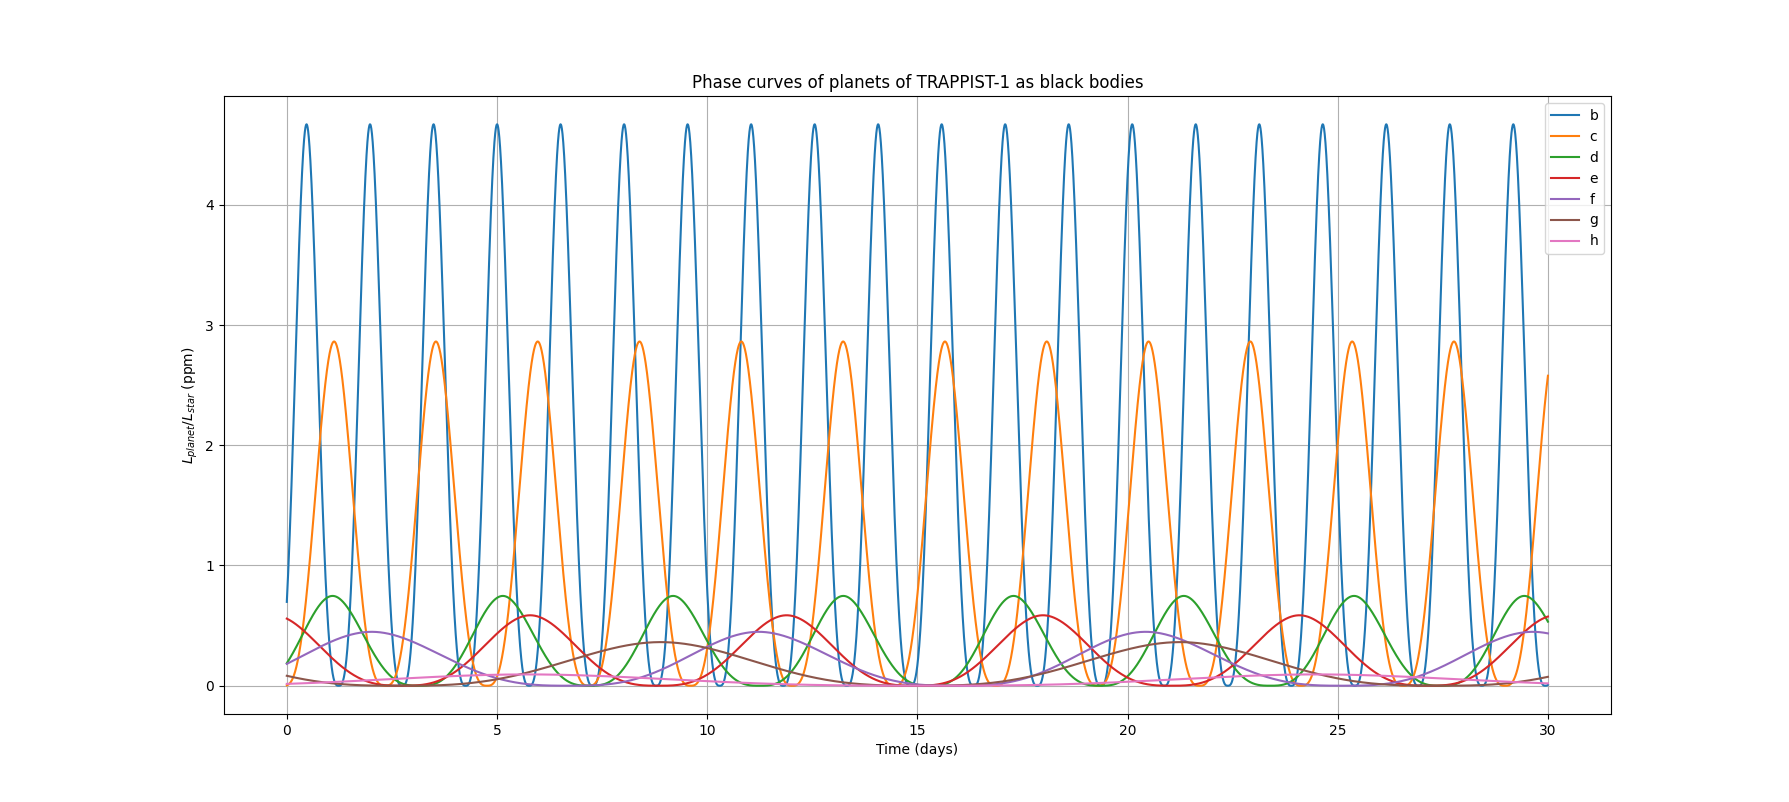 Phase curves of planets of TRAPPIST-1 as black bodies
b
c
d
e
f
g
h
4
3
2
1
0
L_planet/L_star (ppm)
0 5 10 15 20 25 30
Time (days)